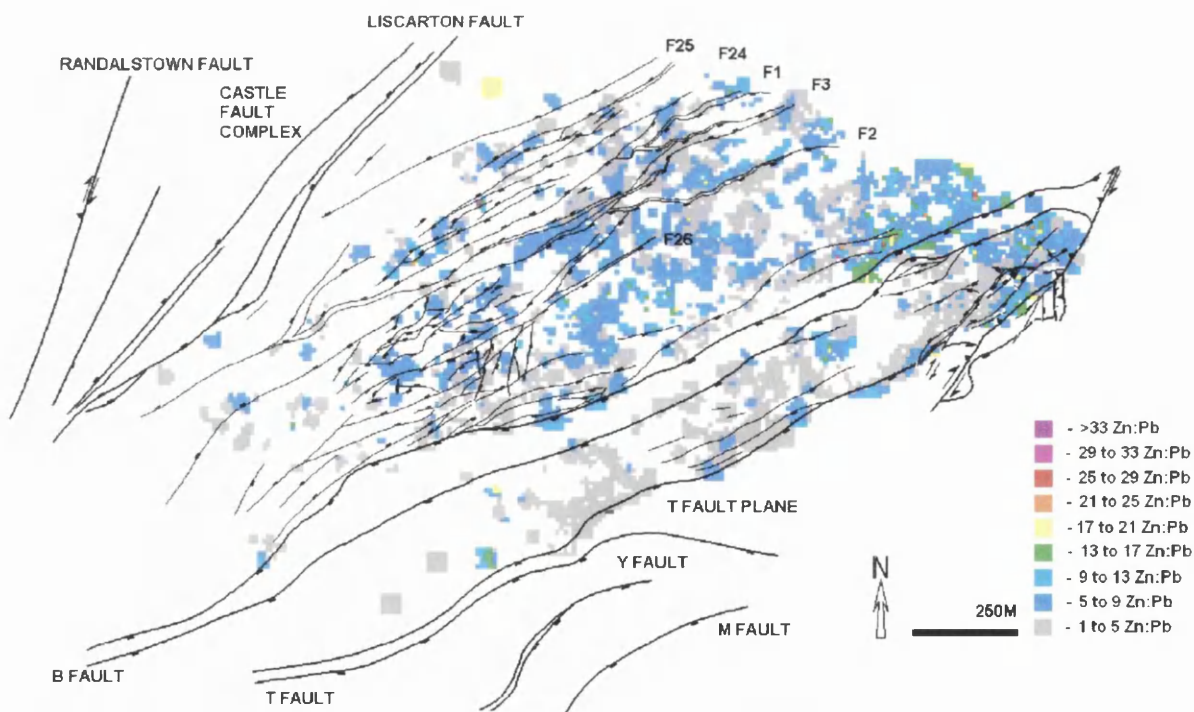 LISCARTON FAULT
RANDALSTOWN FAULT
CASTLE
FAULT
COMPLEX
F25
F24
F1
F3
F2
F26
T FAULT PLANE
Y FAULT
M FAULT
B FAULT
T FAULT
N
250M
- >33 Zn:Pb
- 29 to 33 Zn:Pb
- 25 to 29 Zn:Pb
- 21 to 25 Zn:Pb
- 17 to 21 Zn:Pb
- 13 to 17 Zn:Pb
- 9 to 13 Zn:Pb
- 5 to 9 Zn:Pb
- 1 to 5 Zn:Pb